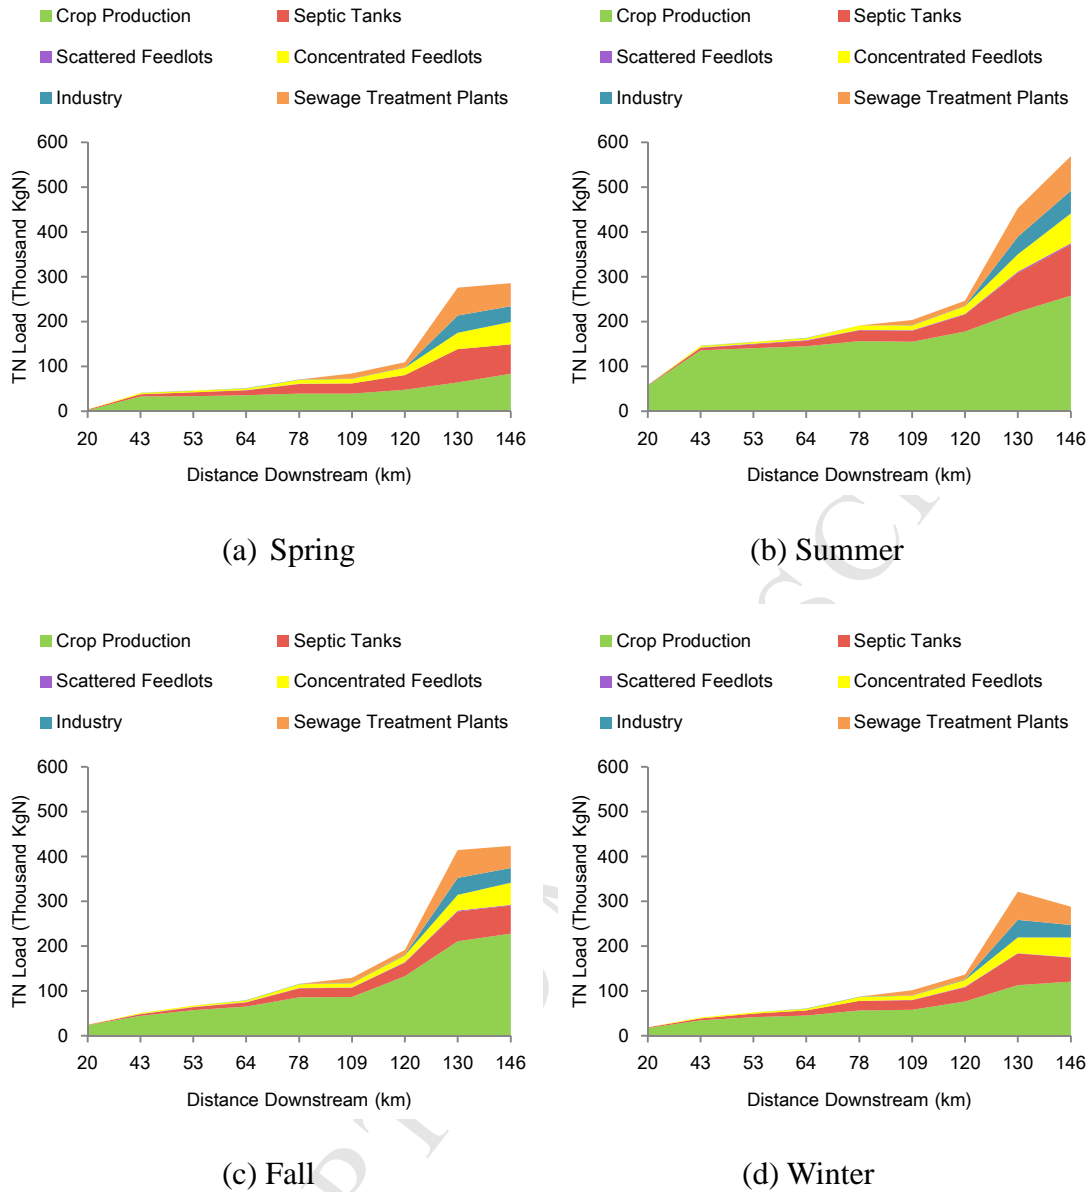 Crop Production Septic Tanks
Scattered Feedlots Concentrated Feedlots
Industry Sewage Treatment Plants
600
500
400
300
200
100
0
TN Load (Thousand KgN)
20 43 53 64 78 109 120 130 146
Distance Downstream (km)
(a) Spring
Crop Production Septic Tanks
Scattered Feedlots Concentrated Feedlots
Industry Sewage Treatment Plants
600
500
400
300
200
100
0
TN Load (Thousand KgN)
20 43 53 64 78 109 120 130 146
Distance Downstream (km)
(b) Summer
Crop Production Septic Tanks
Scattered Feedlots Concentrated Feedlots
Industry Sewage Treatment Plants
600
500
400
300
200
100
0
TN Load (Thousand KgN)
20 43 53 64 78 109 120 130 146
Distance Downstream (km)
(c) Fall
Crop Production Septic Tanks
Scattered Feedlots Concentrated Feedlots
Industry Sewage Treatment Plants
600
500
400
300
200
100
0
TN Load (Thousand KgN)
20 43 53 64 78 109 120 130 146
Distance Downstream (km)
(d) Winter